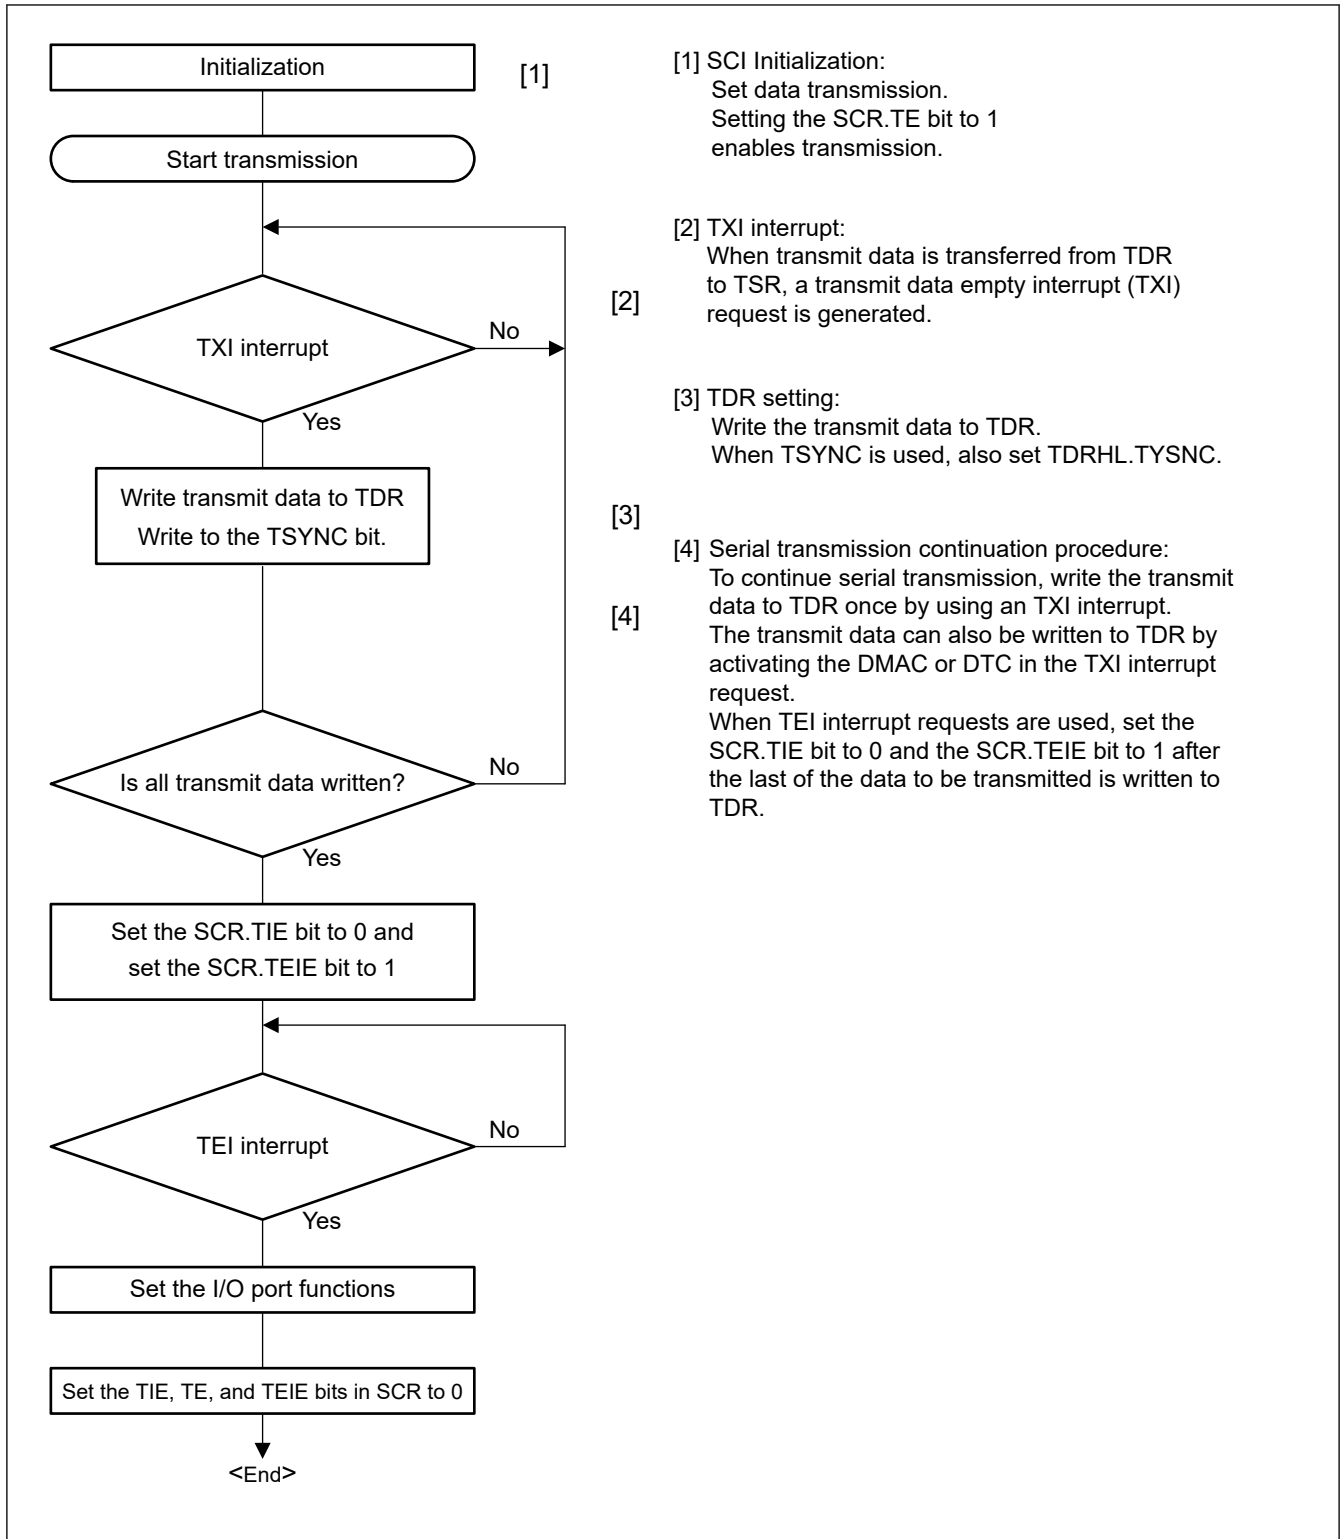 Initialization
[1]
Start transmission
[2]
TXI interrupt
No
Yes
Write transmit data to TDR
Write to the TSYNC bit.
[3]
[4]
Is all transmit data written?
No
Yes
Set the SCR.TIE bit to 0 and
set the SCR.TEIE bit to 1
TEI interrupt
No
Yes
Set the I/O port functions
Set the TIE, TE, and TEIE bits in SCR to 0
<End>
[1] SCI Initialization:
Set data transmission.
Setting the SCR.TE bit to 1
enables transmission.
[2] TXI interrupt:
When transmit data is transferred from TDR
to TSR, a transmit data empty interrupt (TXI)
request is generated.
[3] TDR setting:
Write the transmit data to TDR.
When TSYNC is used, also set TDRHL.TYSNC.
[4] Serial transmission continuation procedure:
To continue serial transmission, write the transmit
data to TDR once by using an TXI interrupt.
The transmit data can also be written to TDR by
activating the DMAC or DTC in the TXI interrupt
request.
When TEI interrupt requests are used, set the
SCR.TIE bit to 0 and the SCR.TEIE bit to 1 after
the last of the data to be transmitted is written to
TDR.